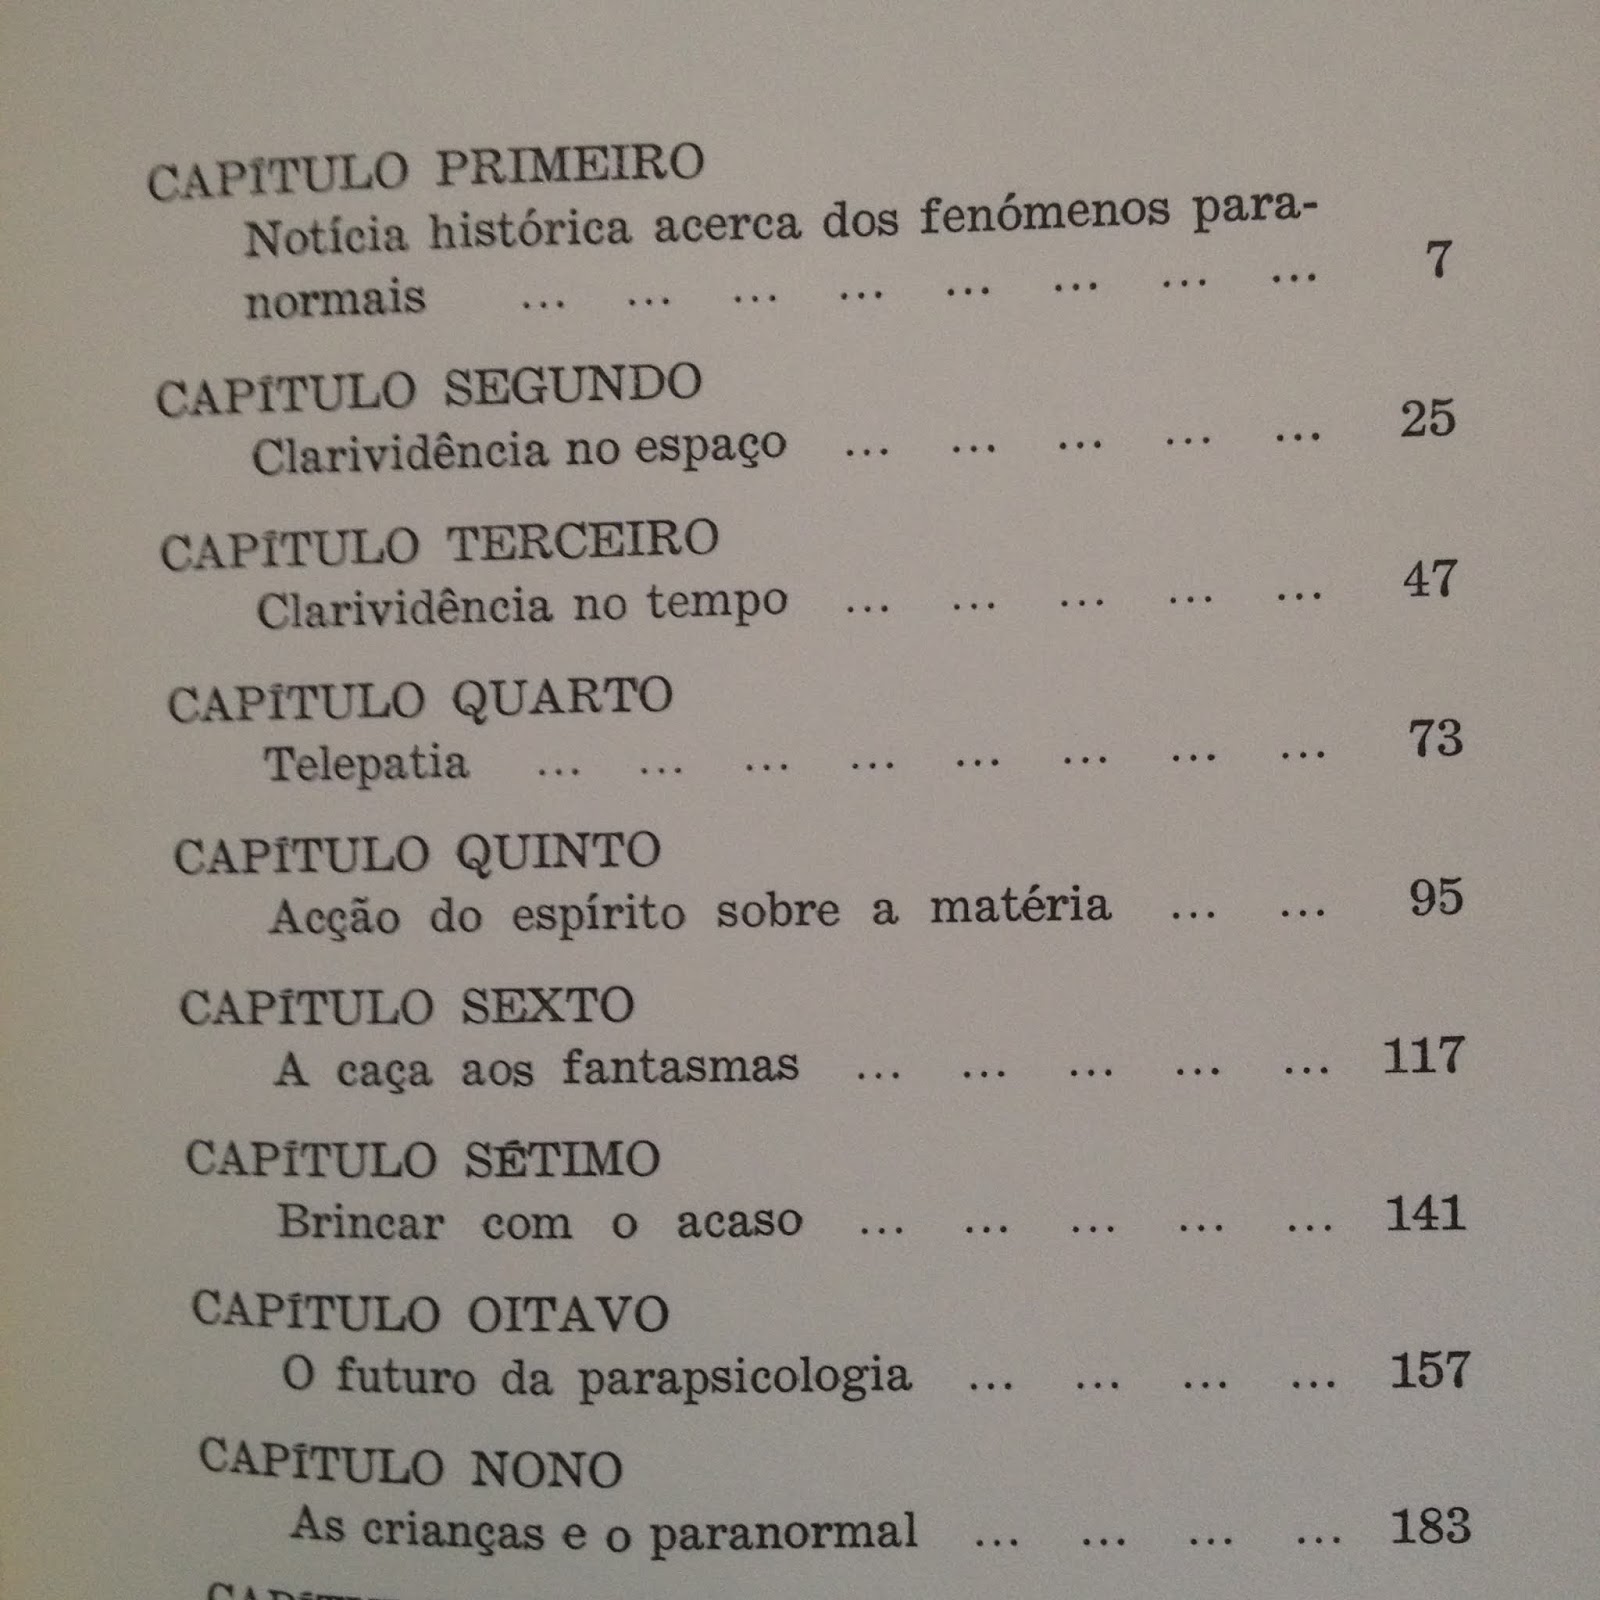 CAPÍTULO PRIMEIRO
Notícia histórica acerca dos fenómenos para-
normais ... ... ... ... ... ... ... ... 7
CAPÍTULO SEGUNDO
Clarividência no espaço ... ... ... ... ... 25
CAPÍTULO TERCEIRO
Clarividência no tempo ... ... ... ... ... 47
CAPÍTULO QUARTO
Telepatia ... ... ... ... ... ... ... ... 73
CAPÍTULO QUINTO
Acção do espírito sobre a matéria ... ... 95
CAPÍTULO SEXTO
A caça aos fantasmas ... ... ... ... ... 117
CAPÍTULO SÉTIMO
Brincar com o acaso ... ... ... ... ... 141
CAPÍTULO OITAVO
O futuro da parapsicologia ... ... ... ... 157
CAPÍTULO NONO
As crianças e o paranormal ... ... ... ... 183